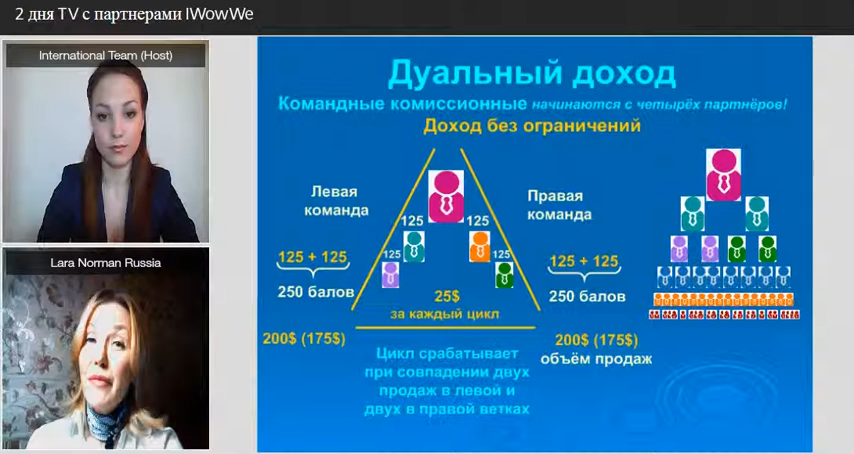 2 дня TV с партнерами IWowWe
International Team (Host)
Lara Norman Russia
Дуальный доход
Командные комиссионные начинаются с четырёх партнёров!
Доход без ограничений
Левая
команда
Правая
команда
125 125
125 125
125 + 125
250 балов
125 + 125
250 балов
25$
за каждый цикл
200$ (175$)
200$ (175$)
объём продаж
Цикл срабатывает
при совпадении двух
продаж в левой и
двух в правой ветках